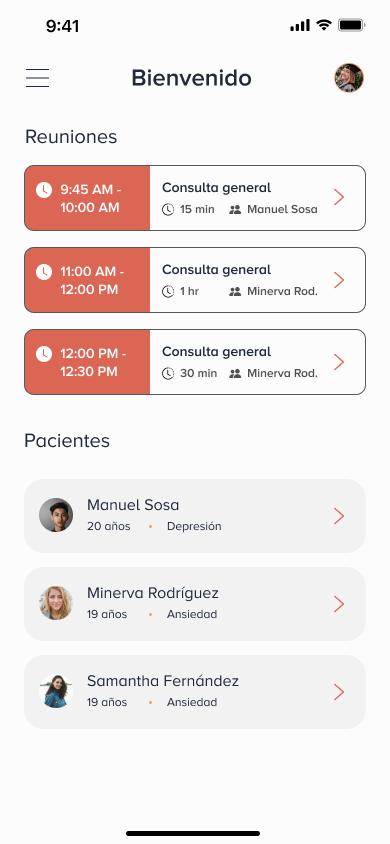 9:41
Bienvenido
Reuniones
9:45 AM -
10:00 AM
Consulta general
15 min Manuel Sosa
11:00 AM -
12:00 PM
Consulta general
1 hr Minerva Rod.
12:00 PM -
12:30 PM
Consulta general
30 min Minerva Rod.
Pacientes
Manuel Sosa
20 años • Depresión
Minerva Rodríguez
19 años • Ansiedad
Samantha Fernández
19 años • Ansiedad